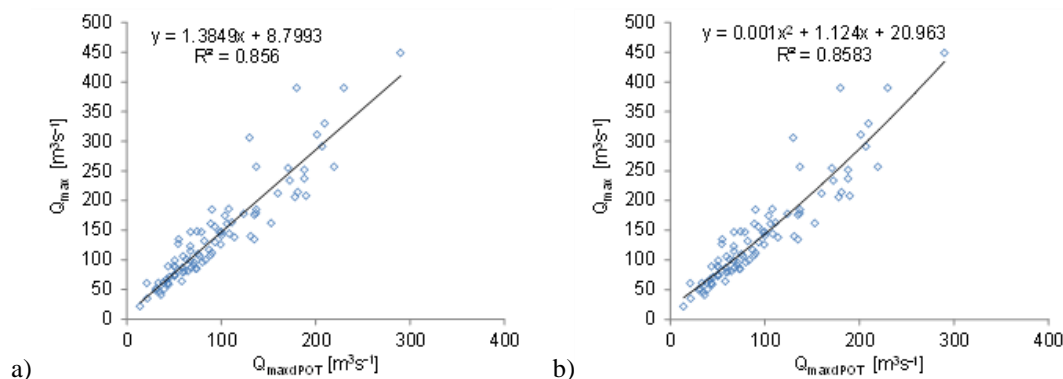 500
450
400
350
300
250
200
150
100
50
0
y = 1.3849x + 8.7993
R² = 0.856
Qmax [m³s⁻¹]
0 100 200 300 400
QmaxdPOT [m³s⁻¹]
a)
500
450
400
350
300
250
200
150
100
50
0
y = 0.001x² + 1.124x + 20.963
R² = 0.8583
Qmax [m³s⁻¹]
0 100 200 300 400
QmaxdPOT [m³s⁻¹]
b)